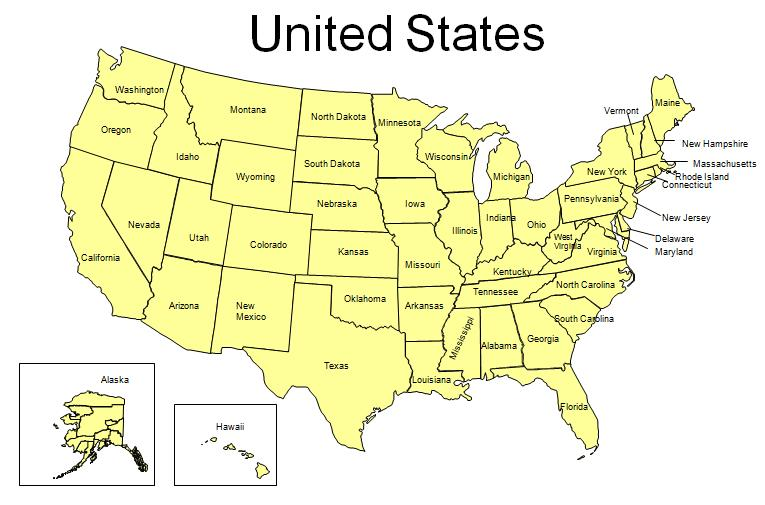 United States
Washington
Oregon
Idaho
Montana
North Dakota
Minnesota
Wisconsin
Michigan
Vermont
Maine
New Hampshire
Massachusetts
Rhode Island
Connecticut
New York
Pennsylvania
New Jersey
Delaware
Maryland
South Dakota
Wyoming
Nebraska
Iowa
Illinois
Indiana
Ohio
West
Virginia
Virginia
Nevada
Utah
Colorado
Kansas
Missouri
Kentucky
California
Arizona
New
Mexico
Oklahoma
Arkansas
Tennessee
North Carolina
South Carolina
Texas
Louisiana
Mississippi
Alabama
Georgia
Florida
Alaska
Hawaii